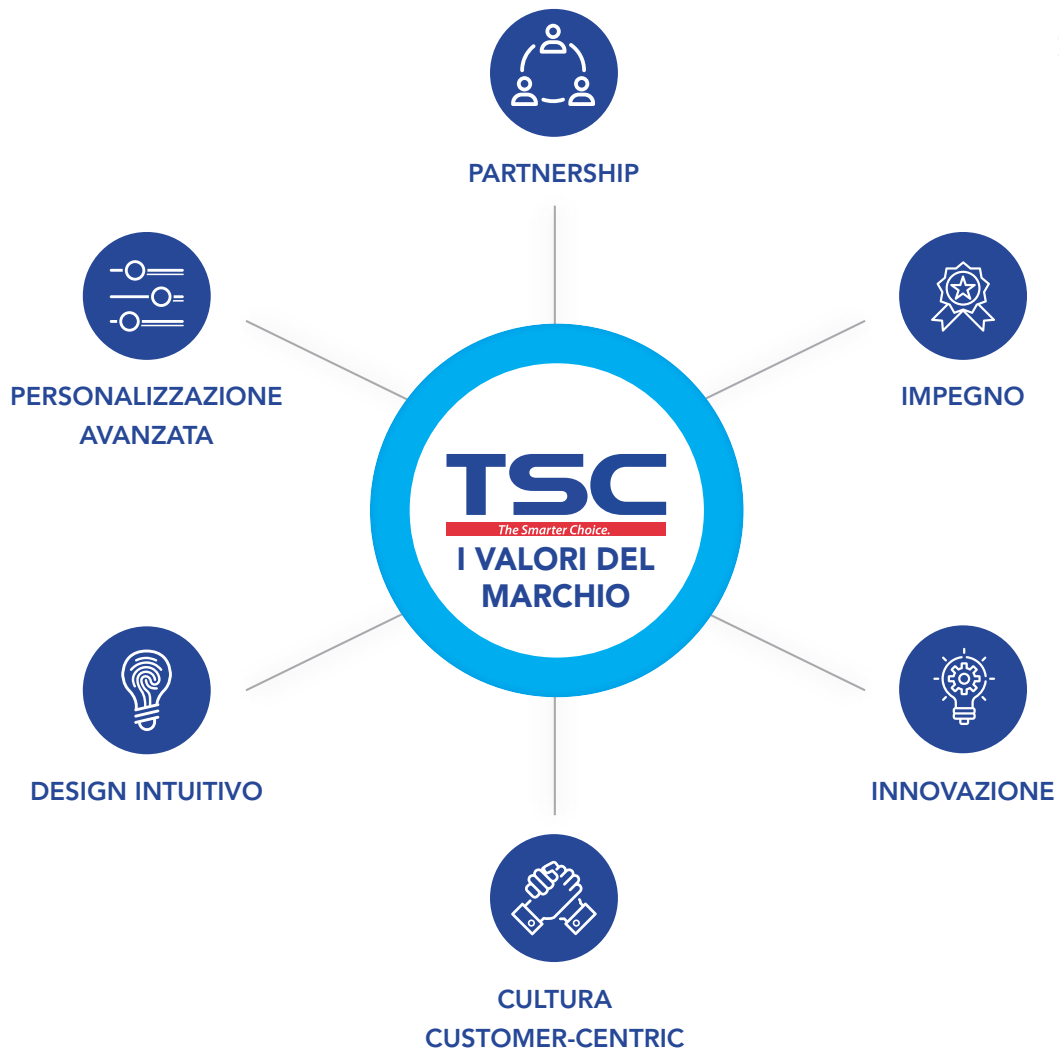 PARTNERSHIP
PERSONALIZZAZIONE
AVANZATA
IMPEGNO
TSC
The Smarter Choice.
I VALORI DEL
MARCHIO
DESIGN INTUITIVO
INNOVAZIONE
CULTURA
CUSTOMER-CENTRIC